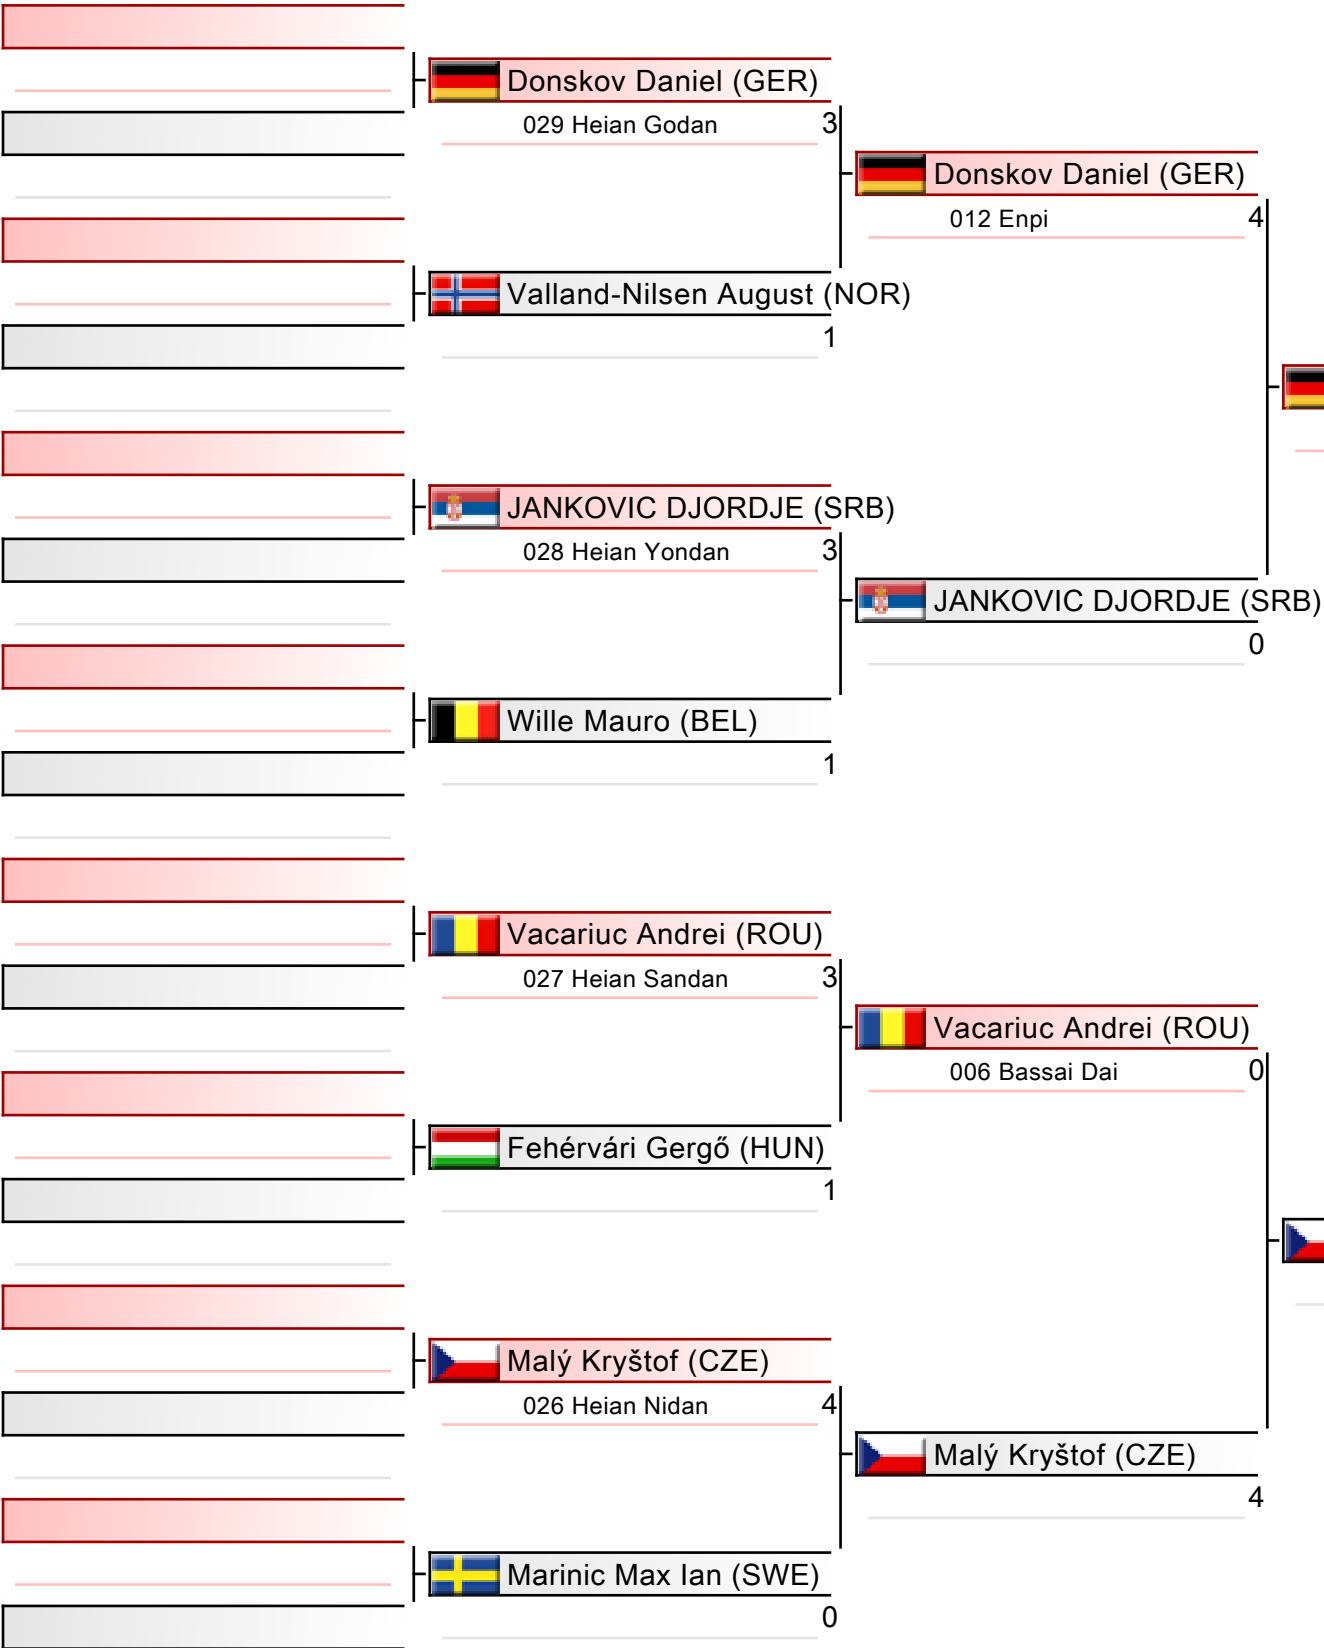 Donskov Daniel (GER)
029 Heian Godan 3
Donskov Daniel (GER)
012 Enpi 4
Valland-Nilsen August (NOR)
1
JANKOVIC DJORDJE (SRB)
028 Heian Yondan 3
JANKOVIC DJORDJE (SRB)
0
Wille Mauro (BEL)
1
Vacariuc Andrei (ROU)
027 Heian Sandan 3
Vacariuc Andrei (ROU)
006 Bassai Dai 0
Fehérvári Gergő (HUN)
1
Malý Kryštof (CZE)
026 Heian Nidan 4
Malý Kryštof (CZE)
4
Marinic Max Ian (SWE)
0